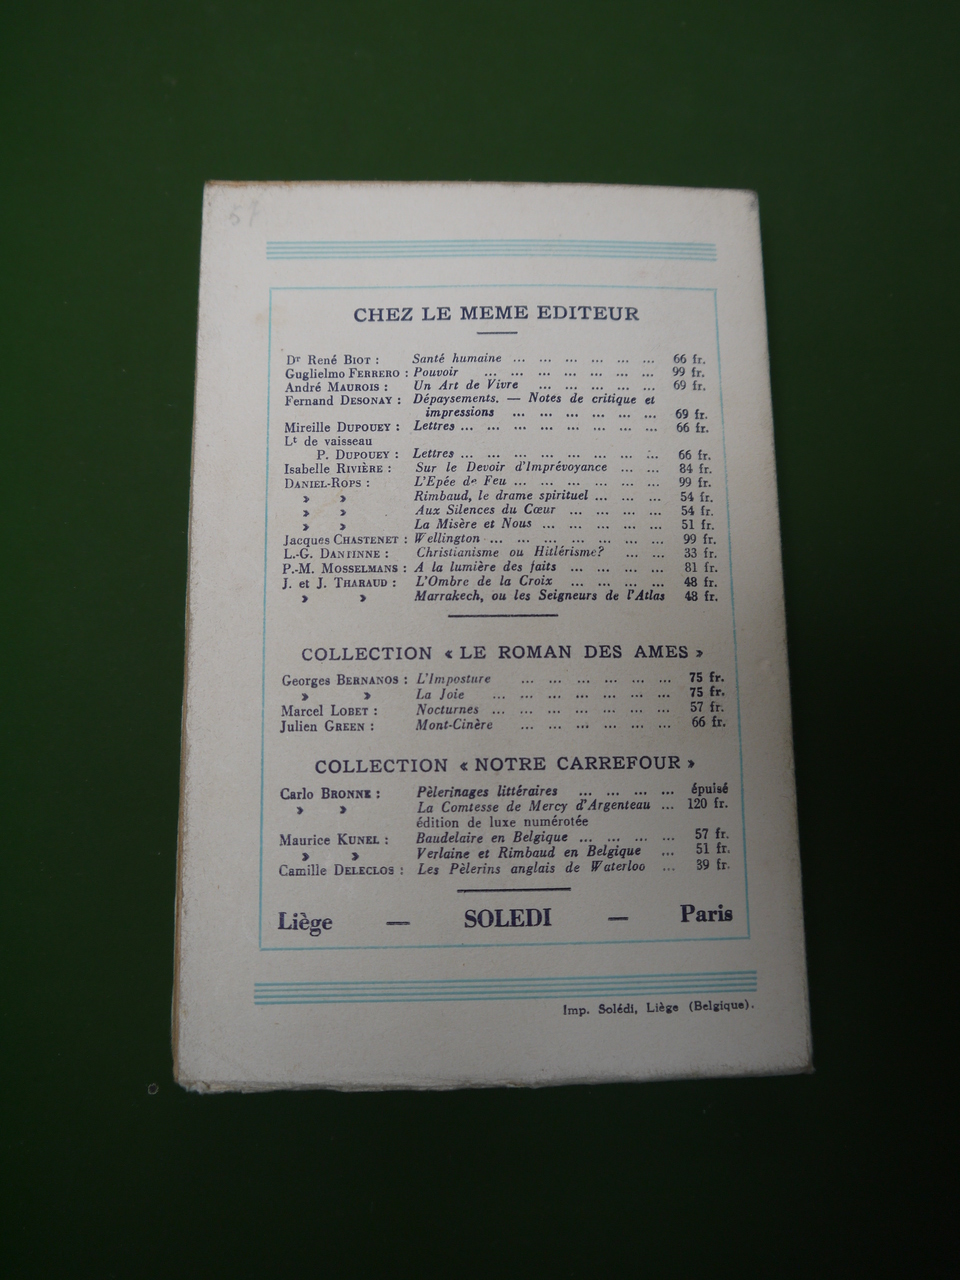 57
CHEZ LE MEME EDITEUR
Dr René BIOT : Santé humaine ... ... ... ... ... ... 66 fr.
Guglielmo FERRERO : Pouvoir ... ... ... ... ... ... ... 99 fr.
André MAUROIS : Un Art de Vivre ... ... ... ... ... 69 fr.
Fernand DESONAY : Dépaysements. — Notes de critique et
impressions ... ... ... ... ... ... 69 fr.
Mireille DUPOUEY : Lettres ... ... ... ... ... ... ... ... 66 fr.
Lt de vaisseau
P. DUPOUEY : Lettres ... ... ... ... ... ... ... ... 66 fr.
Isabelle RIVIÈRE : Sur le Devoir d'Imprévoyance ... ... 84 fr.
DANIEL-ROPS : L'Epée de Feu ... ... ... ... ... ... 99 fr.
» » Rimbaud, le drame spirituel ... ... ... 54 fr.
» » Aux Silences du Cœur ... ... ... ... 54 fr.
» » La Misère et Nous ... ... ... ... ... 51 fr.
Jacques CHASTENET : Wellington ... ... ... ... ... ... ... 99 fr.
L.-G. DANTINNE : Christianisme ou Hitlérisme? ... ... 33 fr.
P.-M. MOSSELMANS : A la lumière des faits ... ... ... ... 81 fr.
J. et J. THARAUD : L'Ombre de la Croix ... ... ... ... 48 fr.
» » Marrakech, ou les Seigneurs de l'Atlas 48 fr.
COLLECTION « LE ROMAN DES AMES »
Georges BERNANOS : L'Imposture ... ... ... ... ... ... 75 fr.
» » La Joie ... ... ... ... ... ... ... 75 fr.
Marcel LOBET : Nocturnes ... ... ... ... ... ... ... 57 fr.
Julien GREEN : Mont-Cinère ... ... ... ... ... ... 66 fr.
COLLECTION « NOTRE CARREFOUR »
Carlo BRONNE : Pèlerinages littéraires ... ... ... ... épuisé
» » La Comtesse de Mercy d'Argenteau ... 120 fr.
édition de luxe numérotée
Maurice KUNEL : Baudelaire en Belgique ... ... ... ... 57 fr.
» » Verlaine et Rimbaud en Belgique ... 51 fr.
Camille DELECLOS : Les Pèlerins anglais de Waterloo ... 39 fr.
Liège — SOLEDI — Paris
Imp. Solédi, Liège (Belgique).